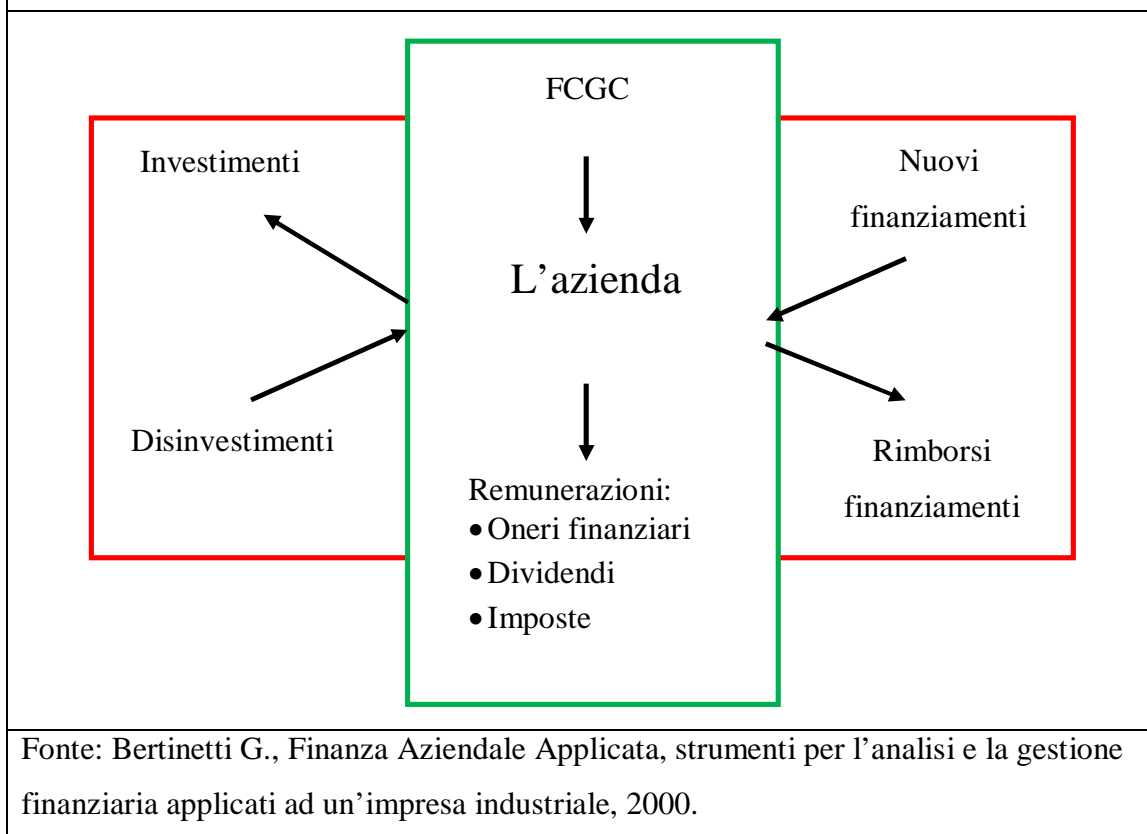 FCGC
Investimenti
Nuovi
finanziamenti
L’azienda
Disinvestimenti
Rimborsi
finanziamenti
Remunerazioni:
• Oneri finanziari
• Dividendi
• Imposte
Fonte: Bertinetti G., Finanza Aziendale Applicata, strumenti per l’analisi e la gestione
finanziaria applicati ad un’impresa industriale, 2000.